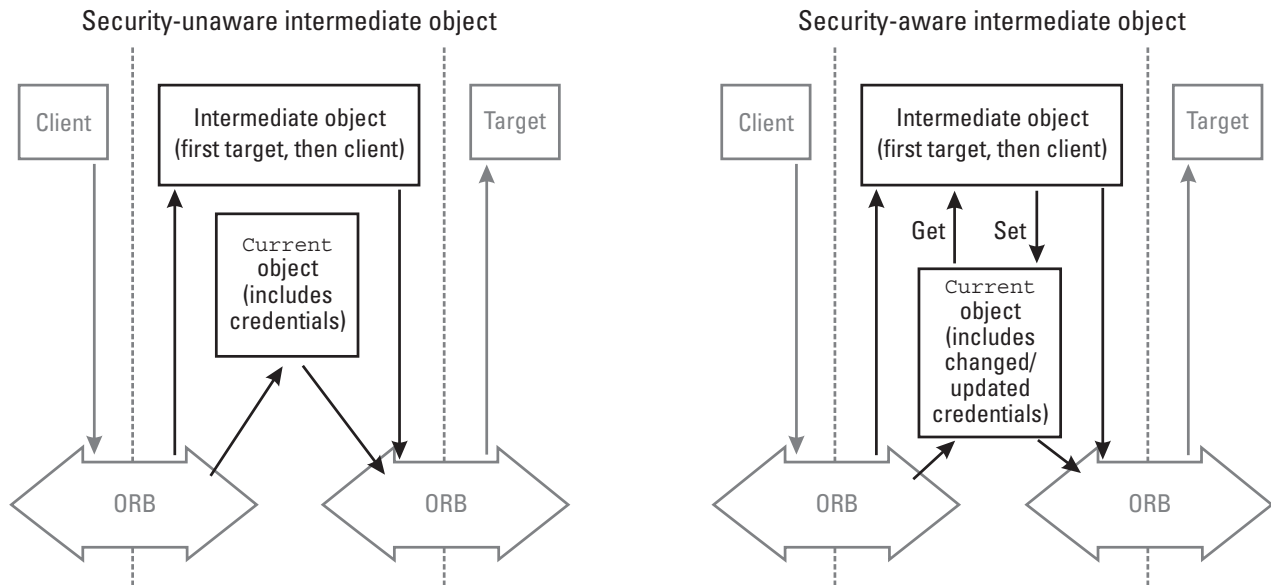 Security-unaware intermediate object
Client
Intermediate object
(first target, then client)
Target
Current
object
(includes
credentials)
ORB
ORB
Security-aware intermediate object
Client
Intermediate object
(first target, then client)
Target
Get
Set
Current
object
(includes
changed/
updated
credentials)
ORB
ORB